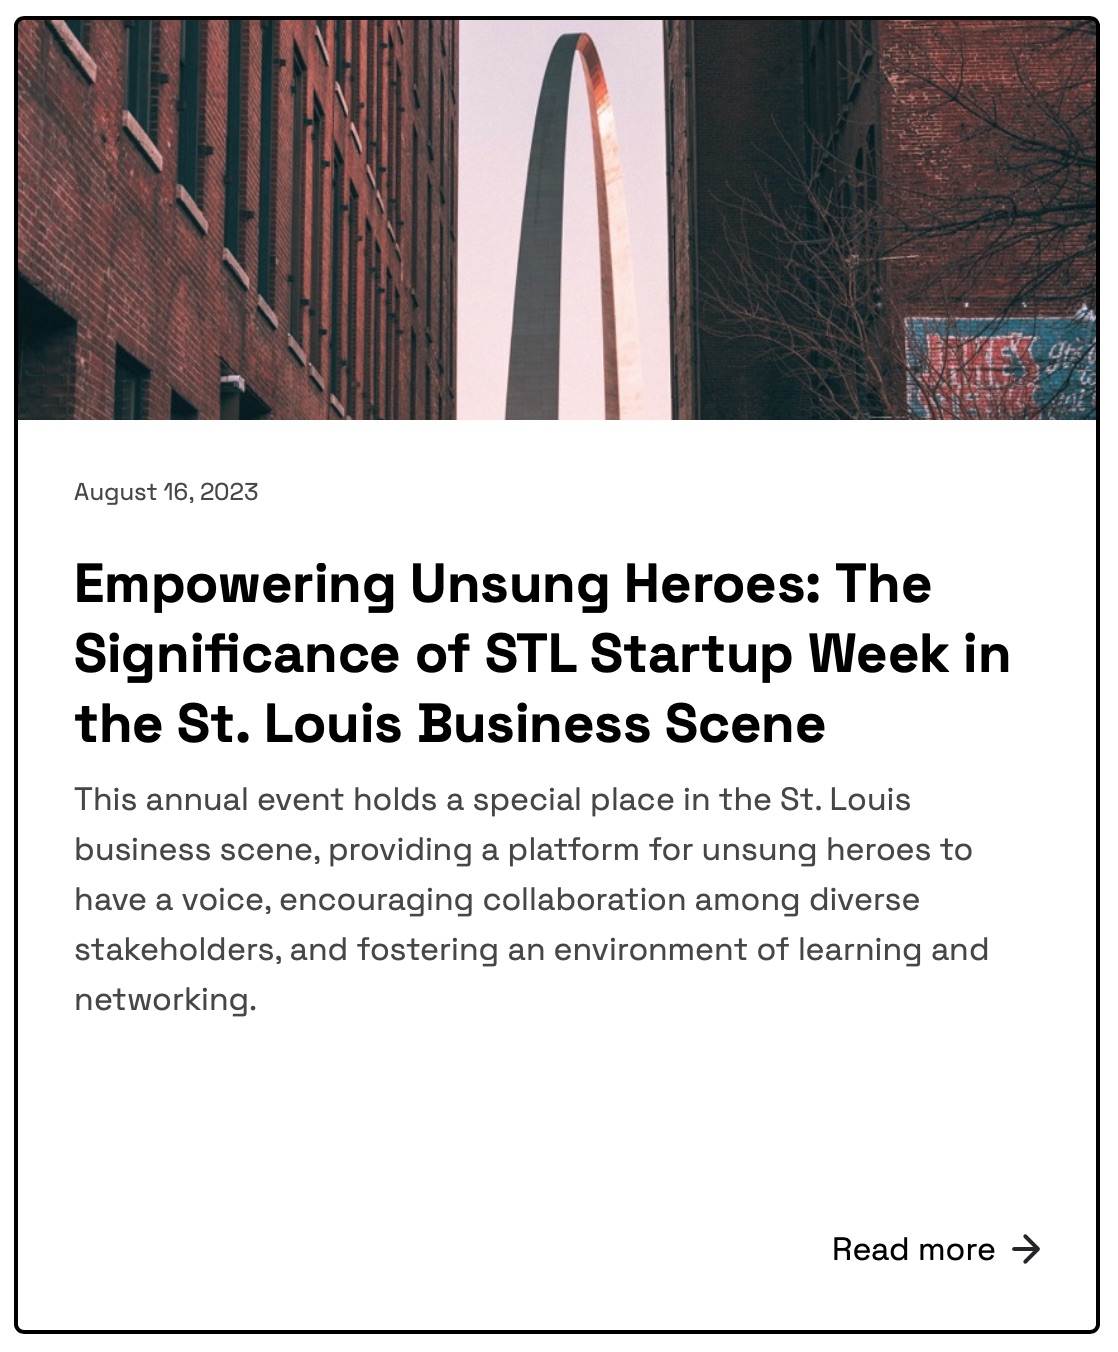 August 16, 2023
Empowering Unsung Heroes: The
Significance of STL Startup Week in
the St. Louis Business Scene
This annual event holds a special place in the St. Louis
business scene, providing a platform for unsung heroes to
have a voice, encouraging collaboration among diverse
stakeholders, and fostering an environment of learning and
networking.
Read more